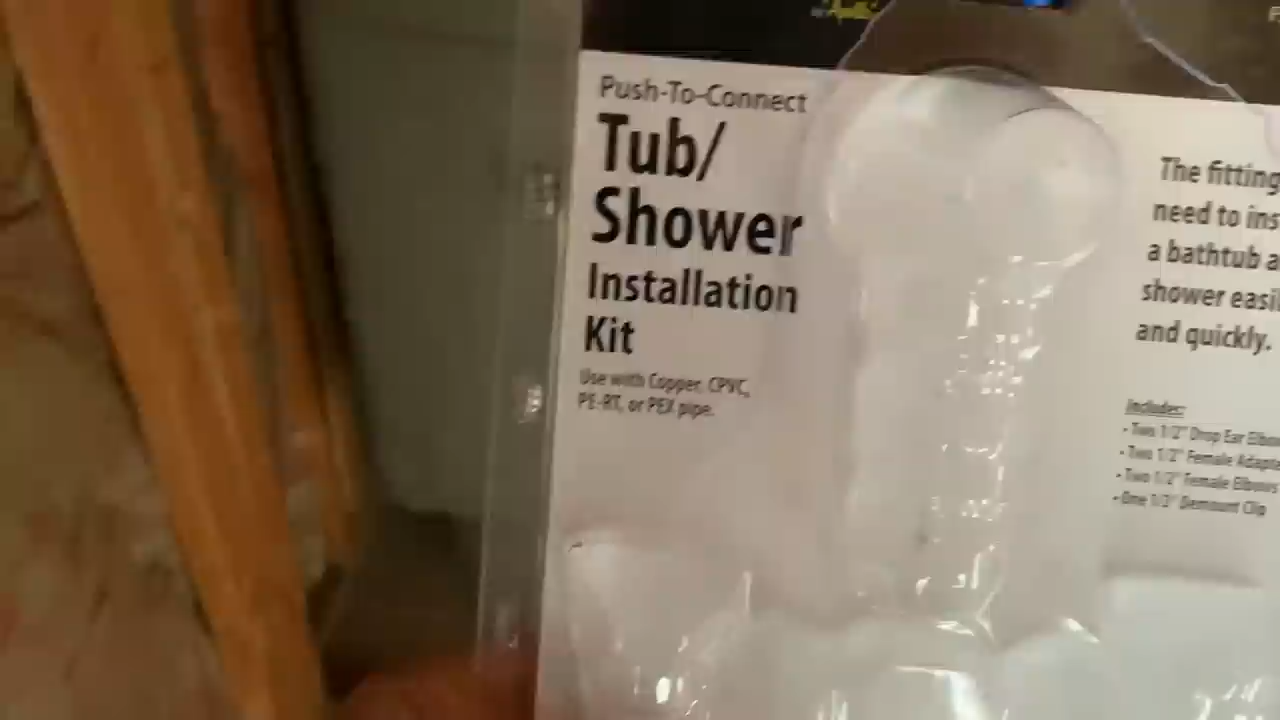 Push-To-Connect
Tub/
Shower
Installation
Kit
Use with Copper, CPVC,
PE-RT, or PEX pipe.
The fitting
need to ins
a bathtub a
shower easi
and quickly.
Includes:
• Two 1/2" Drop Ear Elbo
• Two 1/2" Female Adapt
• Two 1/2" Female Elbows
• One 1/2" Demount Clip